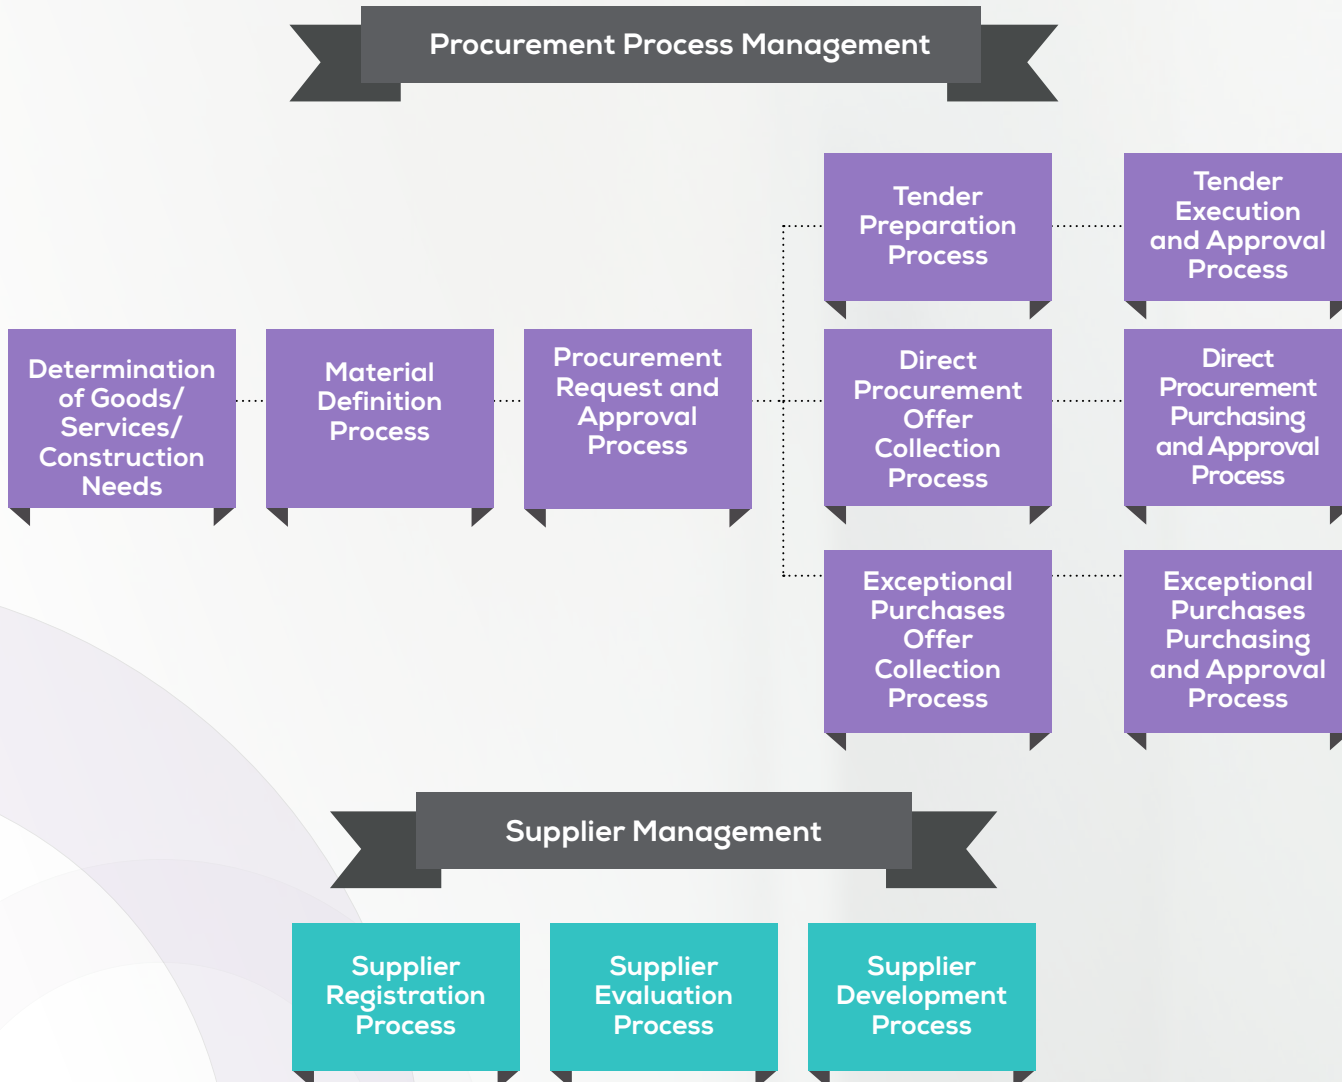 Procurement Process Management
Tender
Preparation
Process
Tender
Execution
and Approval
Process
Determination
of Goods/
Services/
Construction
Needs
Material
Definition
Process
Procurement
Request and
Approval
Process
Direct
Procurement
Offer
Collection
Process
Direct
Procurement
Purchasing
and Approval
Process
Exceptional
Purchases
Offer
Collection
Process
Exceptional
Purchases
Purchasing
and Approval
Process
Supplier Management
Supplier
Registration
Process
Supplier
Evaluation
Process
Supplier
Development
Process